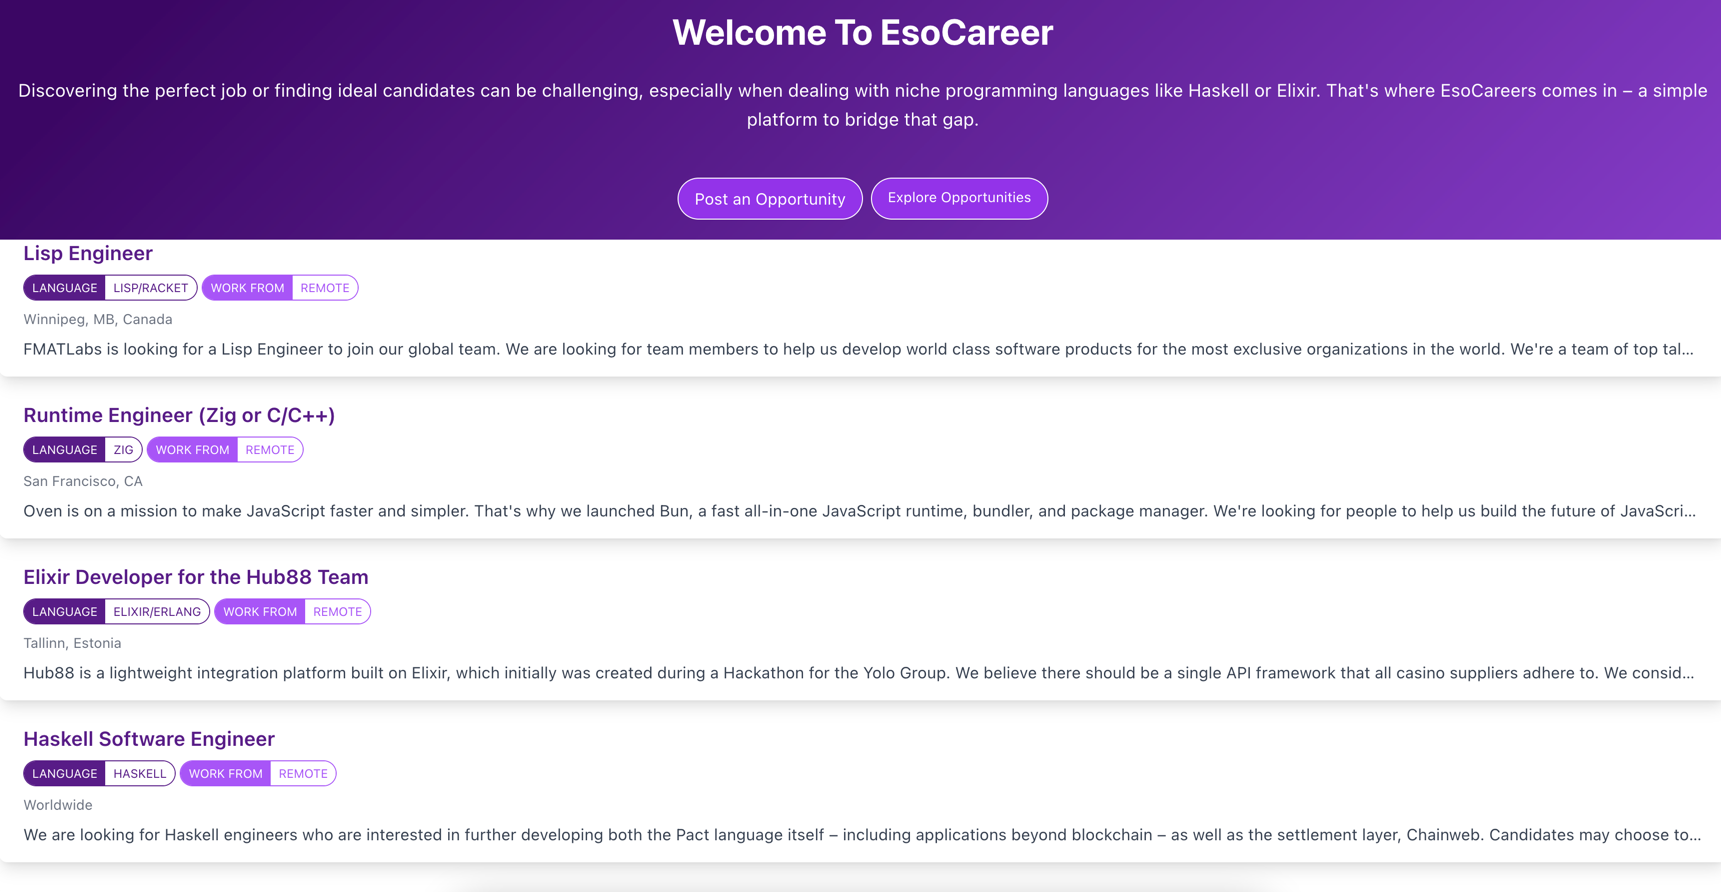 Welcome To EsoCareer
Discovering the perfect job or finding ideal candidates can be challenging, especially when dealing with niche programming languages like Haskell or Elixir. That's where EsoCareers comes in – a simple
platform to bridge that gap.
Post an Opportunity Explore Opportunities
Lisp Engineer
LANGUAGE LISP/RACKET WORK FROM REMOTE
Winnipeg, MB, Canada
FMATLabs is looking for a Lisp Engineer to join our global team. We are looking for team members to help us develop world class software products for the most exclusive organizations in the world. We're a team of top tal...
Runtime Engineer (Zig or C/C++)
LANGUAGE ZIG WORK FROM REMOTE
San Francisco, CA
Oven is on a mission to make JavaScript faster and simpler. That's why we launched Bun, a fast all-in-one JavaScript runtime, bundler, and package manager. We're looking for people to help us build the future of JavaScri...
Elixir Developer for the Hub88 Team
LANGUAGE ELIXIR/ERLANG WORK FROM REMOTE
Tallinn, Estonia
Hub88 is a lightweight integration platform built on Elixir, which initially was created during a Hackathon for the Yolo Group. We believe there should be a single API framework that all casino suppliers adhere to. We consid...
Haskell Software Engineer
LANGUAGE HASKELL WORK FROM REMOTE
Worldwide
We are looking for Haskell engineers who are interested in further developing both the Pact language itself – including applications beyond blockchain – as well as the settlement layer, Chainweb. Candidates may choose to...